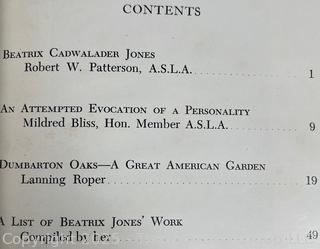 CONTENTS
BEATRIX CADWALADER JONES
Robert W. Patterson, A.S.L.A. 1
AN ATTEMPTED EVOCATION OF A PERSONALITY
Mildred Bliss, Hon. Member A.S.L.A. 9
DUMBARTON OAKS—A GREAT AMERICAN GARDEN
Lanning Roper 19
A LIST OF BEATRIX JONES' WORK
Compiled by her 49